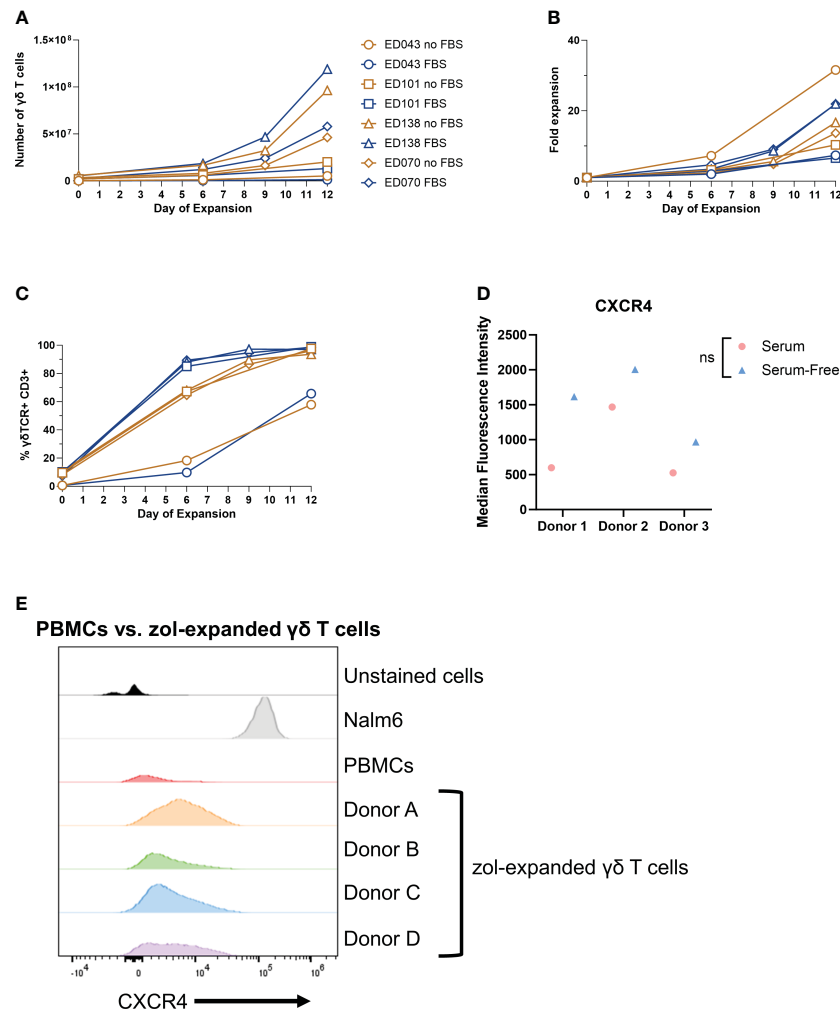 A
1.5×10⁸
1×10⁸
5×10⁷
0
Number of γδ T cells
0 1 2 3 4 5 6 7 8 9 10 11 12
Day of Expansion
ED043 no FBS
ED043 FBS
ED101 no FBS
ED101 FBS
ED138 no FBS
ED138 FBS
ED070 no FBS
ED070 FBS
B
40
20
0
Fold expansion
0 1 2 3 4 5 6 7 8 9 10 11 12
Day of Expansion
C
100
80
60
40
20
0
% γδTCR+ CD3+
0 1 2 3 4 5 6 7 8 9 10 11 12
Day of Expansion
D
CXCR4
2500
2000
1500
1000
500
0
Median Fluorescence Intensity
Donor 1 Donor 2 Donor 3
ns
Serum
Serum-Free
E
PBMCs vs. zol-expanded γδ T cells
Unstained cells
Nalm6
PBMCs
Donor A
Donor B
Donor C
Donor D
zol-expanded γδ T cells
-10⁴ 0 10⁴ 10⁵ 10⁶
CXCR4